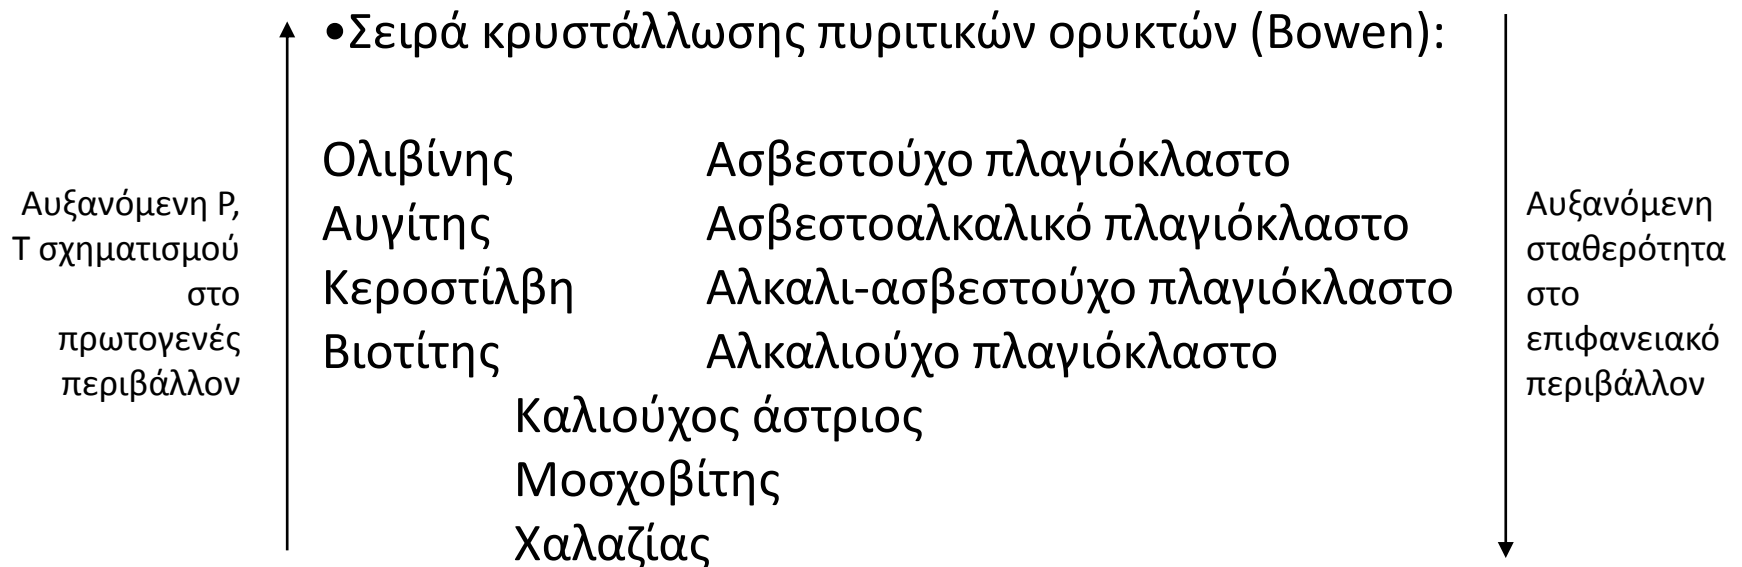 •Σειρά κρυστάλλωσης πυριτικών ορυκτών (Bowen):
Ολιβίνης Ασβεστούχο πλαγιόκλαστο
Αυγίτης Ασβεστοαλκαλικό πλαγιόκλαστο
Κεροστίλβη Αλκαλι-ασβεστούχο πλαγιόκλαστο
Βιοτίτης Αλκαλιούχο πλαγιόκλαστο
Καλιούχος άστριος
Μοσχοβίτης
Χαλαζίας
Αυξανόμενη P,
Τ σχηματισμού
στο
πρωτογενές
περιβάλλον
Αυξανόμενη
σταθερότητα
στο
επιφανειακό
περιβάλλον